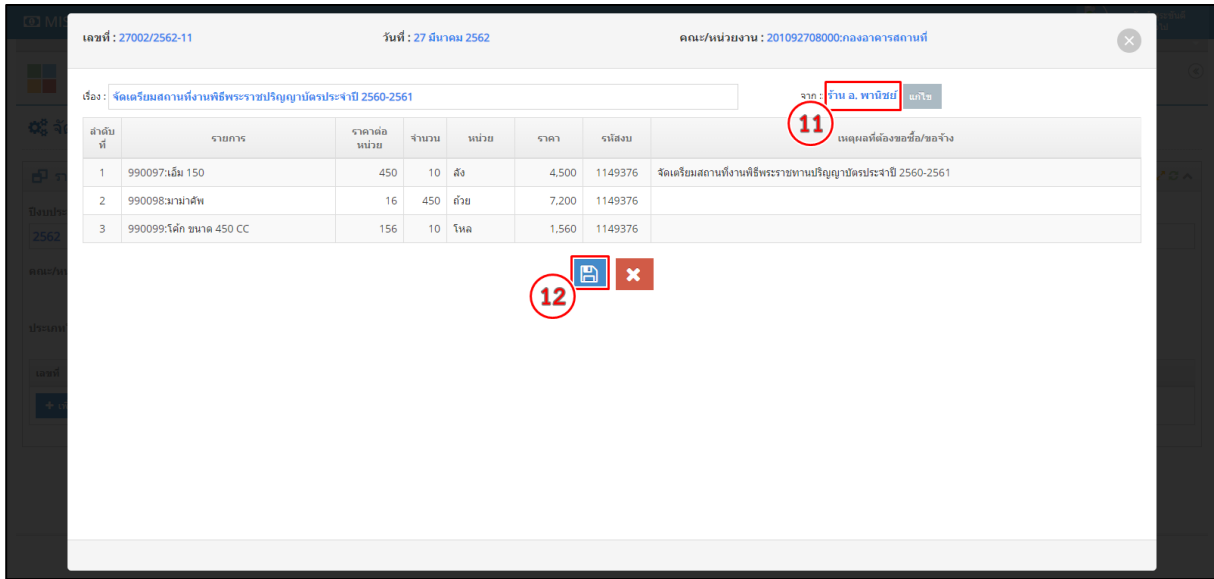 MIS
เลขที่ : 27002/2562-11 วันที่ : 27 มีนาคม 2562 คณะ/หน่วยงาน : 201092708000:กองอาคารสถานที่
เรื่อง : จัดเตรียมสถานที่งานพิธีพระราชปริญญาบัตรประจำปี 2560-2561 จาก : ร้าน อ. พานิชย์ แก้ไข
11
ลำดับที่ รายการ ราคาต่อหน่วย จำนวน หน่วย ราคา รหัสงบ เหตุผลที่ต้องขอซื้อ/ขอจ้าง
1 990097:เอ็ม 150 450 10 ลัง 4,500 1149376 จัดเตรียมสถานที่งานพิธีพระราชทานปริญญาบัตรประจำปี 2560-2561
2 990098:มาม่าคัพ 16 450 ถ้วย 7,200 1149376
3 990099:โค้ก ขนาด 450 CC 156 10 โหล 1,560 1149376
12
2562
เลขที่